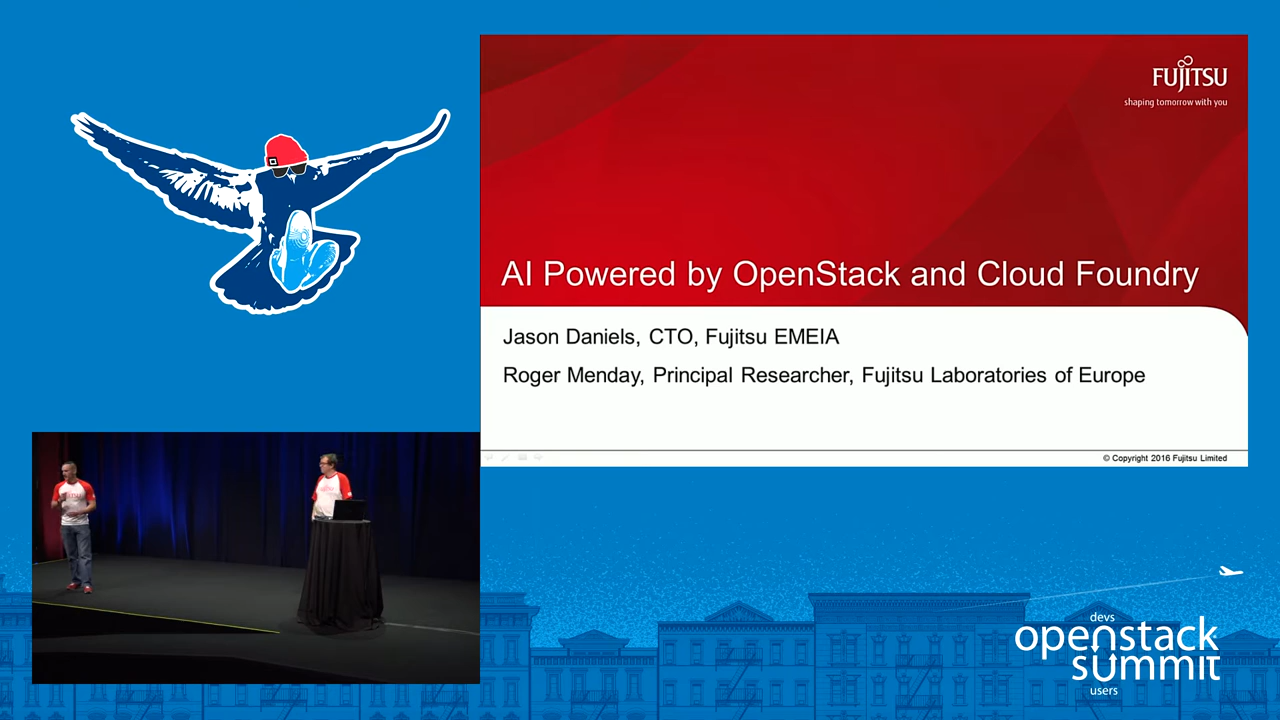 FUJITSU
shaping tomorrow with you
AI Powered by OpenStack and Cloud Foundry
Jason Daniels, CTO, Fujitsu EMEIA
Roger Menday, Principal Researcher, Fujitsu Laboratories of Europe
© Copyright 2016 Fujitsu Limited
devs
openstack
summit
users